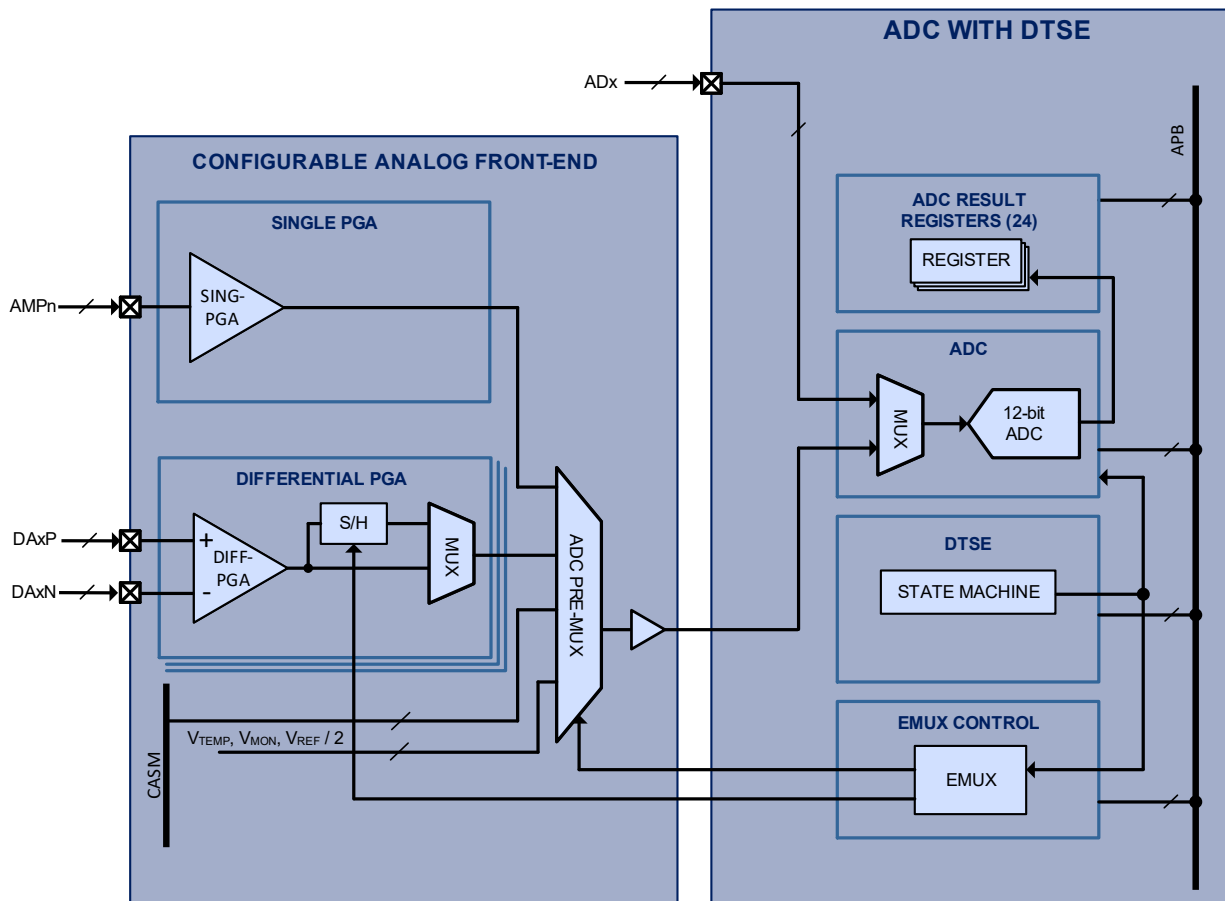 ADC WITH DTSE
ADx
APB
CONFIGURABLE ANALOG FRONT-END
SINGLE PGA
SING-
PGA
AMPn
ADC RESULT
REGISTERS (24)
REGISTER
ADC
MUX
12-bit
ADC
DIFFERENTIAL PGA
DAxP
DAxN
+
-
DIFF-
PGA
S/H
MUX
ADC PRE-MUX
DTSE
STATE MACHINE
CASM
VTEMP, VMON, VREF / 2
EMUX CONTROL
EMUX